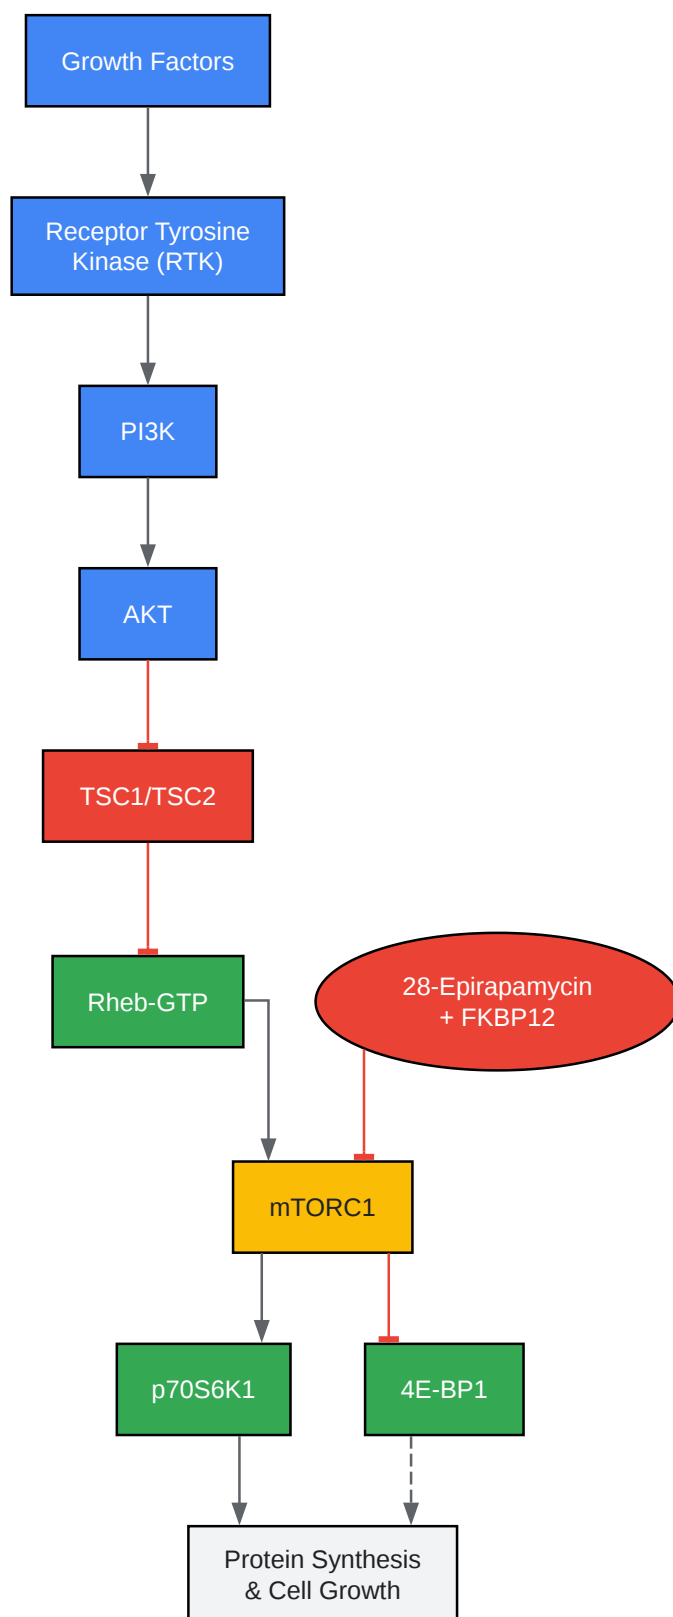 Growth Factors
Receptor Tyrosine
Kinase (RTK)
PI3K
AKT
TSC1/TSC2
Rheb-GTP
28-Epirapamycin
+ FKBP12
mTORC1
p70S6K1
4E-BP1
Protein Synthesis
& Cell Growth